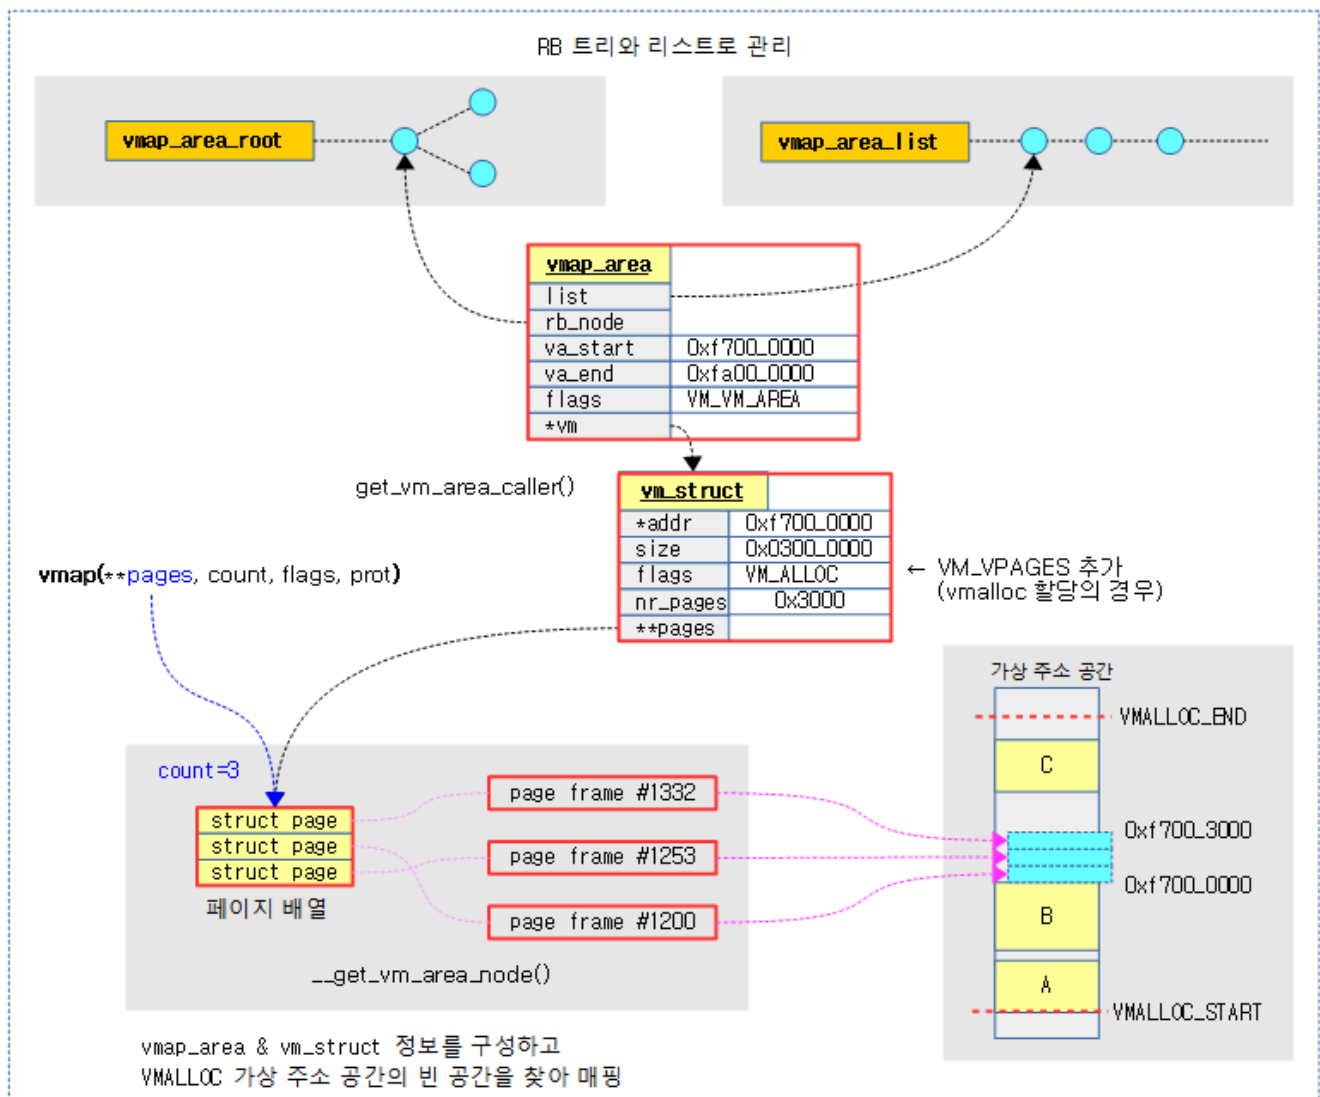 RB 트리와 리스트로 관리
vmap_area_root
vmap_area_list
vmap_area
list
rb_node
va_start 0xf700_0000
va_end 0xfa00_0000
flags VM_VM_AREA
*vm
get_vm_area_caller()
vm_struct
*addr 0xf700_0000
size 0x0300_0000
flags VM_ALLOC
nr_pages 0x3000
**pages
← VM_VPAGES 추가
(vmalloc 할당의 경우)
vmap(**pages, count, flags, prot)
가상 주소 공간
VMALLOC_END
C
0xf700_3000
0xf700_0000
B
A
VMALLOC_START
count=3
struct page
struct page
struct page
페이지 배열
page frame #1332
page frame #1253
page frame #1200
__get_vm_area_node()
vmap_area & vm_struct 정보를 구성하고
VMALLOC 가상 주소 공간의 빈 공간을 찾아 매핑